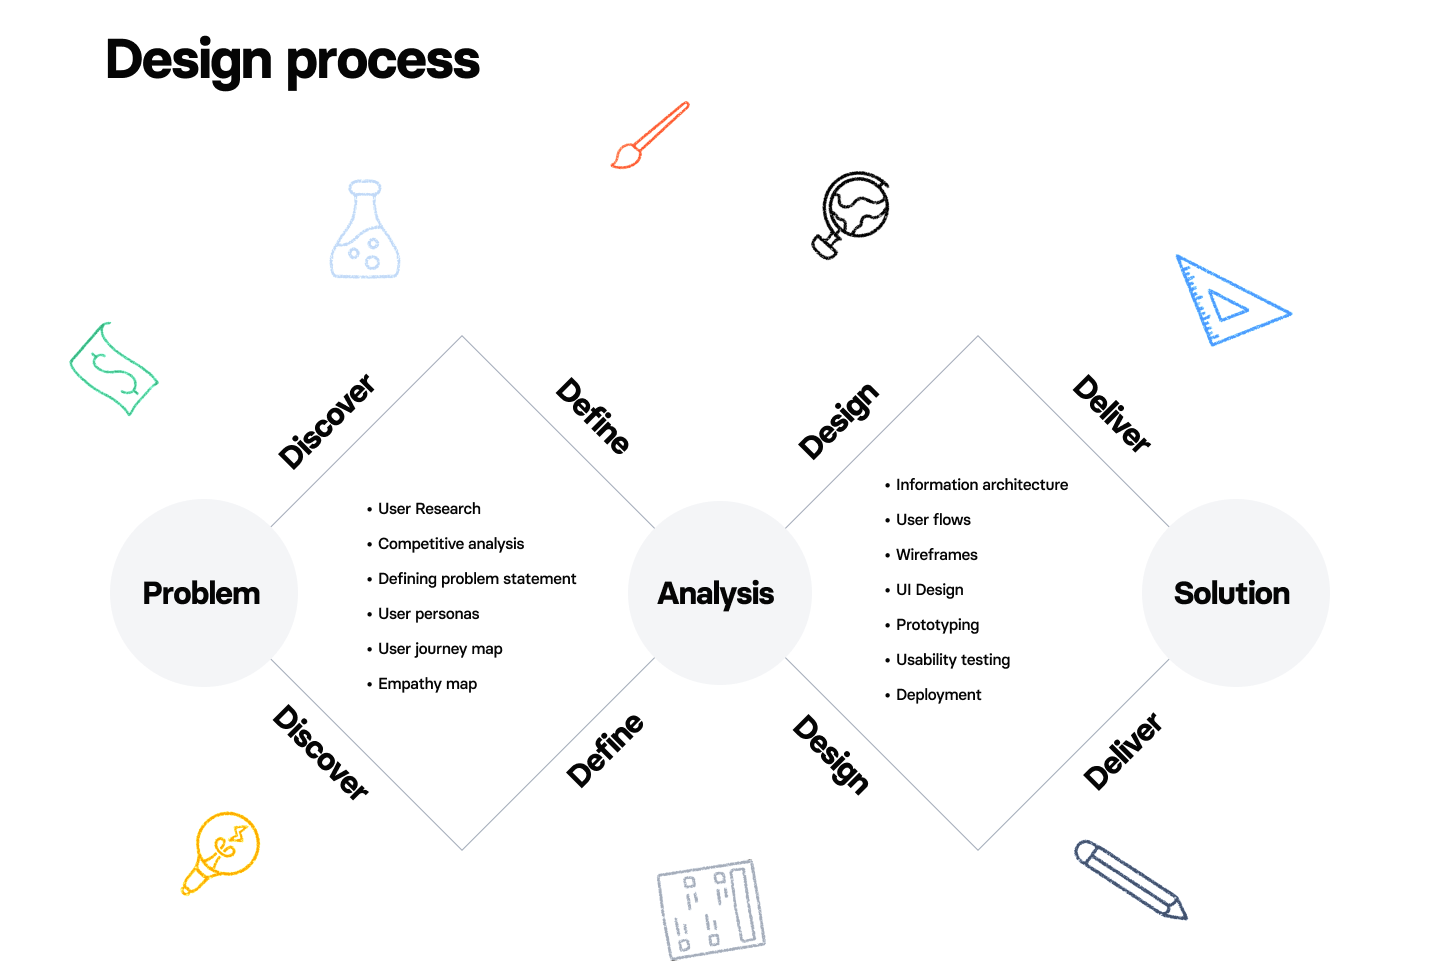 Design process
Discover
Define
Design
Deliver
Problem
• User Research
• Competitive analysis
• Defining problem statement
• User personas
• User journey map
• Empathy map
Analysis
• Information architecture
• User flows
• Wireframes
• UI Design
• Prototyping
• Usability testing
• Deployment
Solution
Discover
Define
Design
Deliver